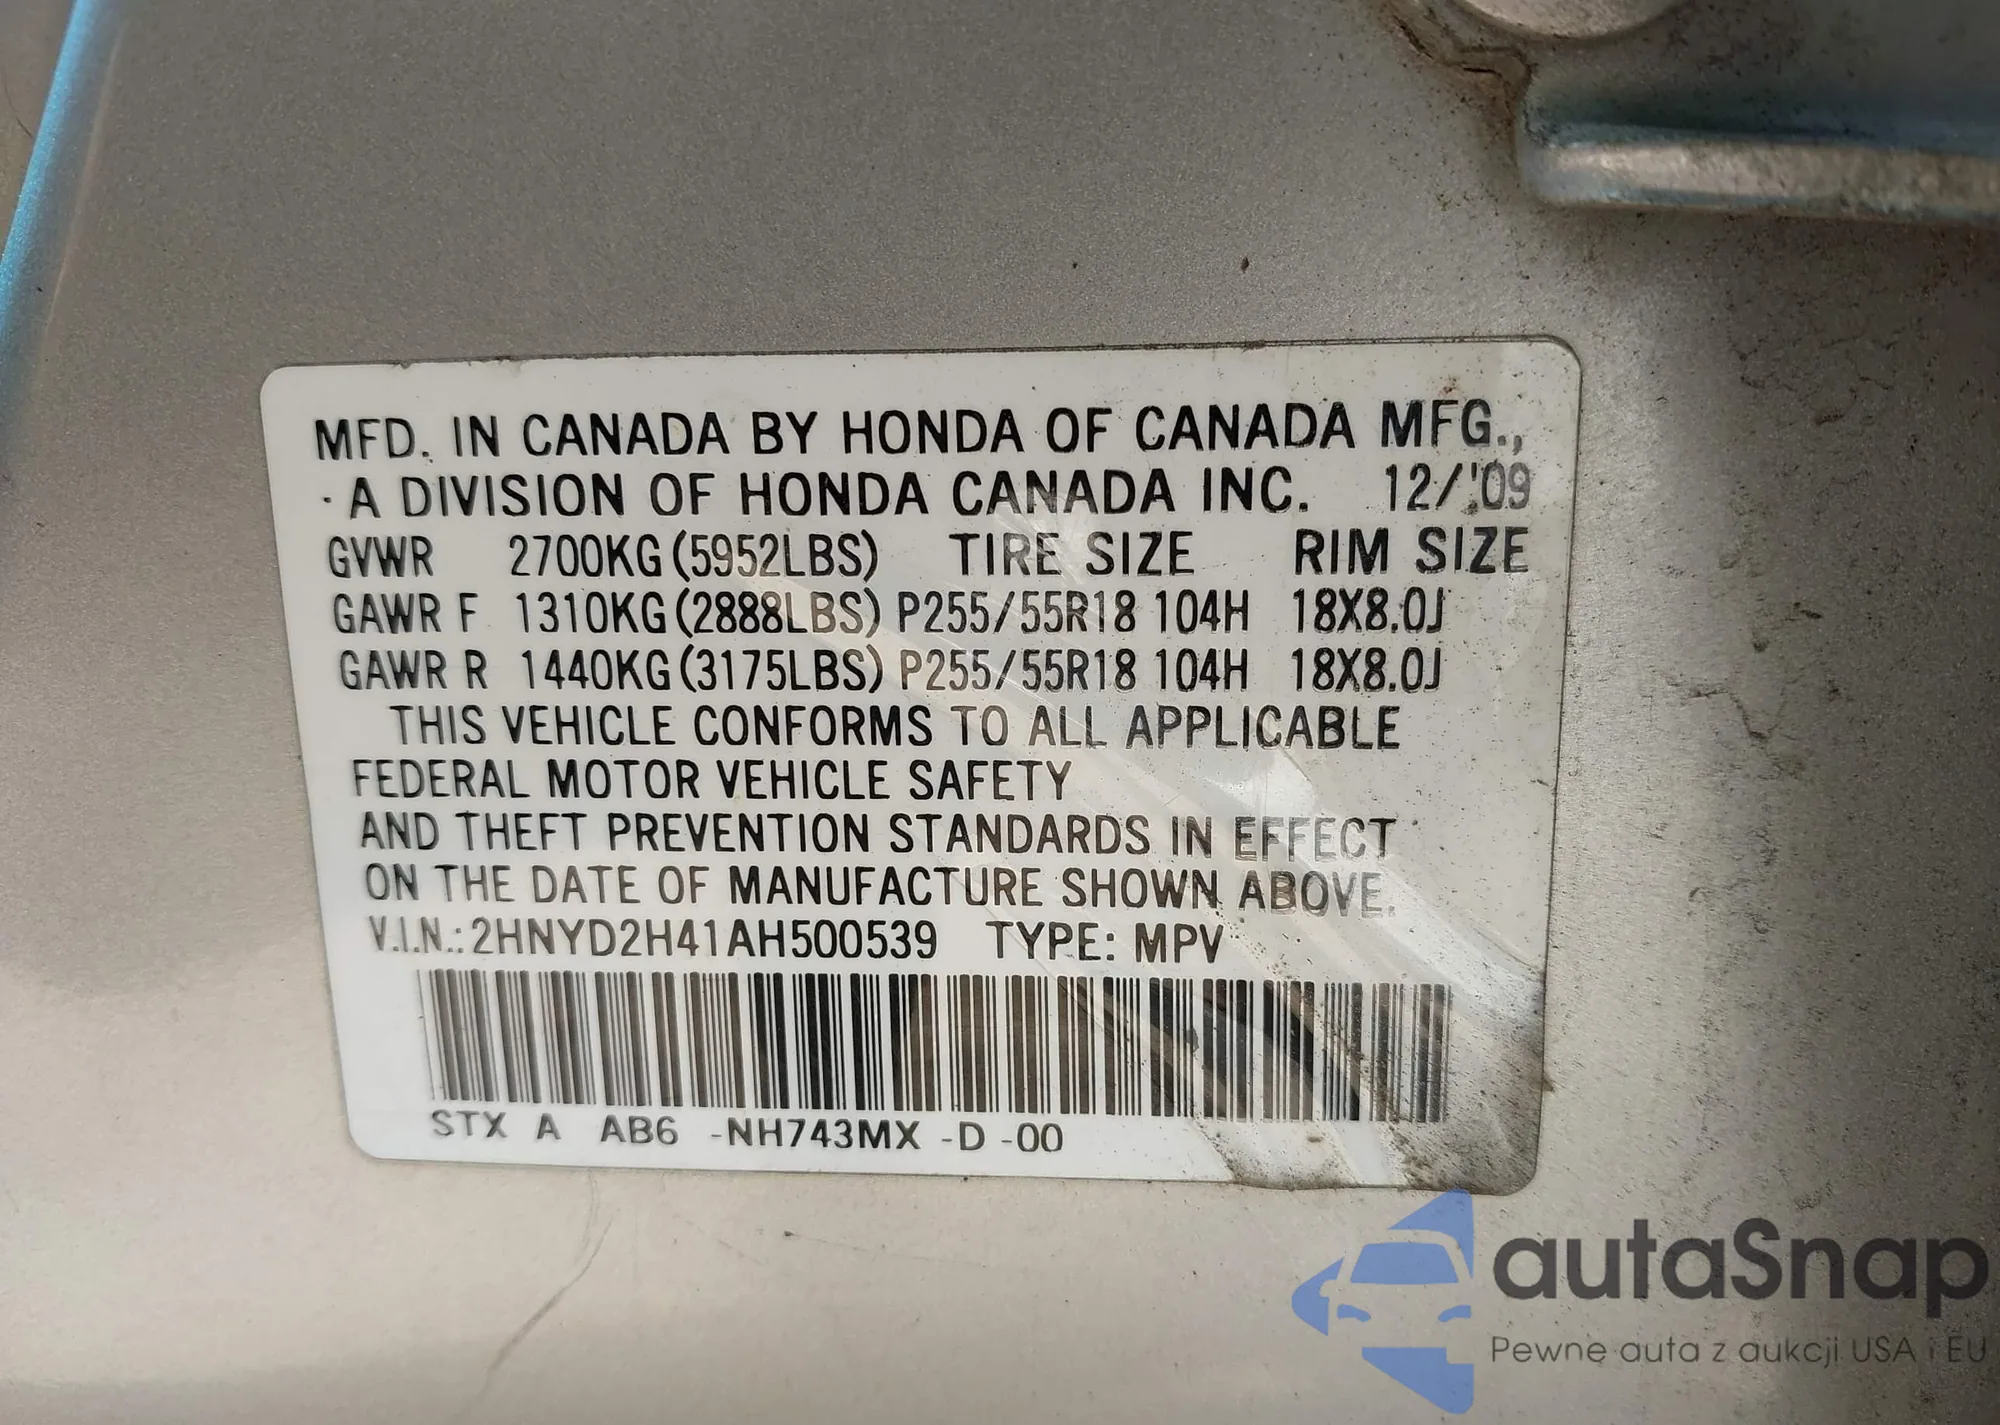 MFD. IN CANADA BY HONDA OF CANADA MFG.,
A DIVISION OF HONDA CANADA INC. 12/'09
GVWR 2700KG(5952LBS) TIRE SIZE RIM SIZE
GAWR F 1310KG(2888LBS) P255/55R18 104H 18X8.0J
GAWR R 1440KG(3175LBS) P255/55R18 104H 18X8.0J
THIS VEHICLE CONFORMS TO ALL APPLICABLE
FEDERAL MOTOR VEHICLE SAFETY
AND THEFT PREVENTION STANDARDS IN EFFECT
ON THE DATE OF MANUFACTURE SHOWN ABOVE.
V.I.N.:2HNYD2H41AH500539 TYPE: MPV
STX A AB6 -NH743MX -D -00
autaSnap
Pewne auta z aukcji USA i EU